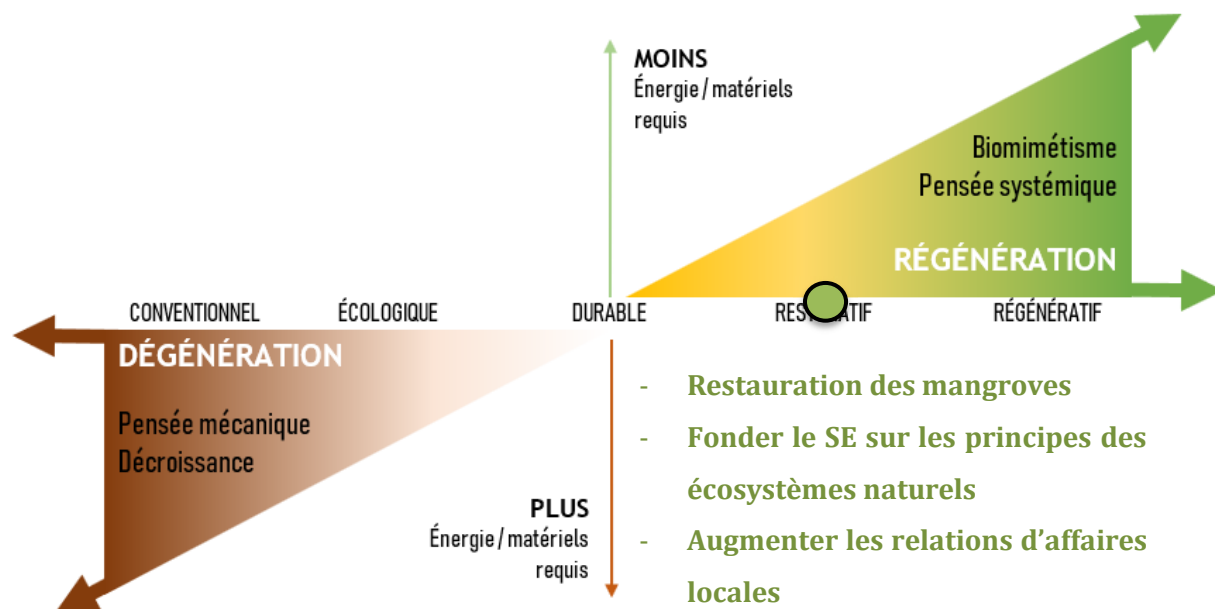 MOINS
Énergie / matériels
requis
Biomimétisme
Pensée systémique
RÉGÉNÉRATION
CONVENTIONNEL ÉCOLOGIQUE DURABLE RÉGÉNÉRATIF
DÉGÉNÉRATION
Pensée mécanique
Décroissance
PLUS
Énergie / matériels
requis
- Restauration des mangroves
- Fonder le SE sur les principes des
écosystèmes naturels
- Augmenter les relations d’affaires
locales